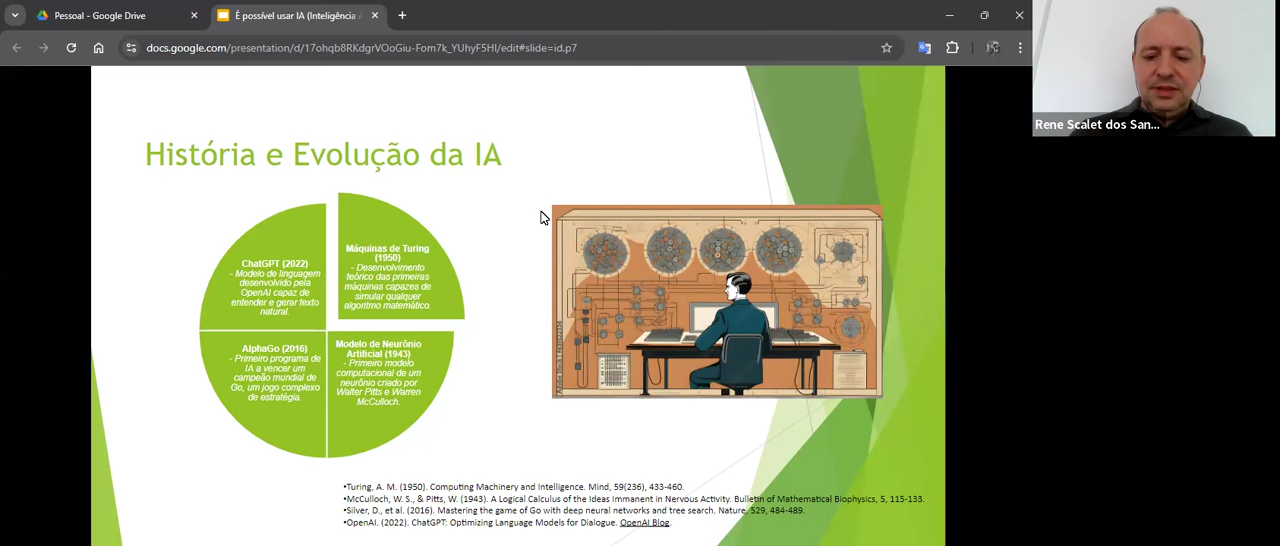 Pessoal - Google Drive
É possível usar IA (Inteligência
docs.google.com/presentation/d/17ohqb8RKdgrVOoGiu-Fom7k_YUhyF5HI/edit#slide=id.p7
Rene Scalet dos San...
História e Evolução da IA
ChatGPT (2022)
- Modelo de linguagem
desenvolvido pela
OpenAI capaz de
entender e gerar texto
natural.
Máquinas de Turing
(1950)
- Desenvolvimento
teórico das primeiras
máquinas capazes de
simular qualquer
algoritmo matemático.
AlphaGo (2016)
- Primeiro programa de
IA a vencer um
campeão mundial de
Go, um jogo complexo
de estratégia.
Modelo de Neurônio
Artificial (1943)
- Primeiro modelo
computacional de um
neurônio criado por
Walter Pitts e Warren
McCulloch.
•Turing, A. M. (1950). Computing Machinery and Intelligence. Mind, 59(236), 433-460.
•McCulloch, W. S., & Pitts, W. (1943). A Logical Calculus of the Ideas Immanent in Nervous Activity. Bulletin of Mathematical Biophysics, 5, 115-133.
•Silver, D., et al. (2016). Mastering the game of Go with deep neural networks and tree search. Nature, 529, 484-489.
•OpenAI. (2022). ChatGPT: Optimizing Language Models for Dialogue. OpenAI Blog.